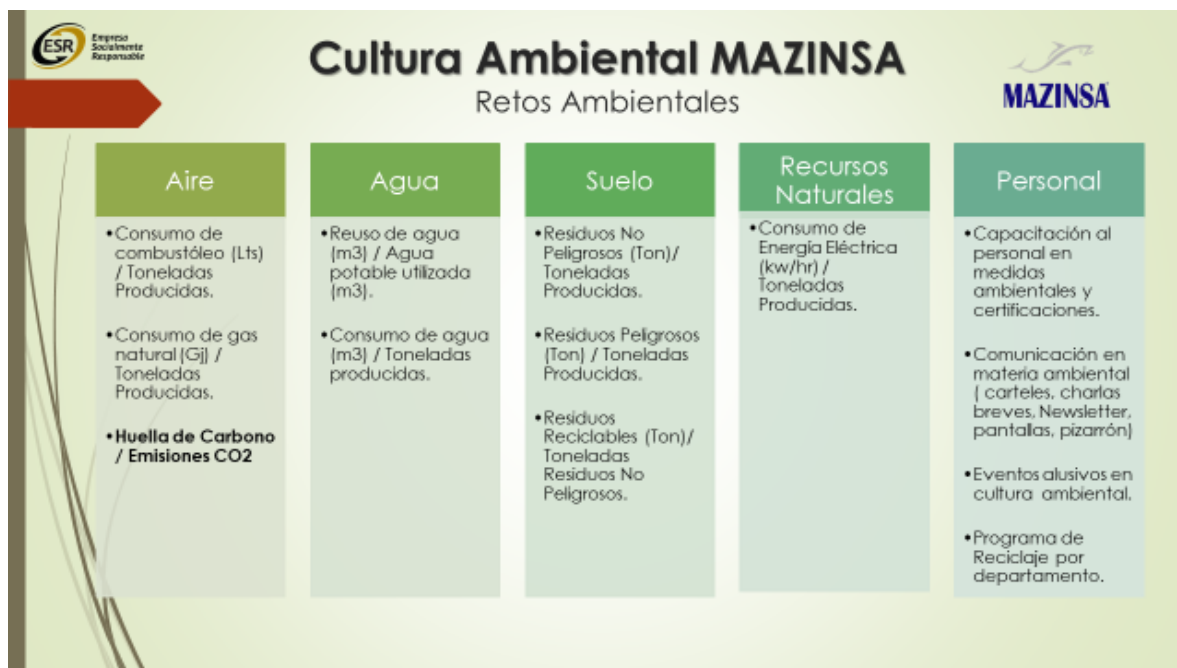 ESR
Empresa
Socialmente
Responsable
Cultura Ambiental MAZINSA
Retos Ambientales
MAZINSA
Aire
•Consumo de
combustóleo (Lts)
/ Toneladas
Producidas.
•Consumo de gas
natural (Gj) /
Toneladas
Producidas.
•Huella de Carbono
/ Emisiones CO2
Agua
•Reuso de agua
(m3) / Agua
potable utilizada
(m3).
•Consumo de agua
(m3) / Toneladas
producidas.
Suelo
•Residuos No
Peligrosos (Ton)/
Toneladas
Producidas.
•Residuos Peligrosos
(Ton) / Toneladas
Producidas.
•Residuos
Reciclables (Ton)/
Toneladas
Residuos No
Peligrosos.
Recursos
Naturales
•Consumo de
Energía Eléctrica
(kw/hr) /
Toneladas
Producidas.
Personal
•Capacitación al
personal en
medidas
ambientales y
certificaciones.
•Comunicación en
matería ambiental
( carteles, charlas
breves, Newsletter,
pantallas, pizarrón)
•Eventos alusivos en
cultura ambiental.
•Programa de
Reciclaje por
departamento.